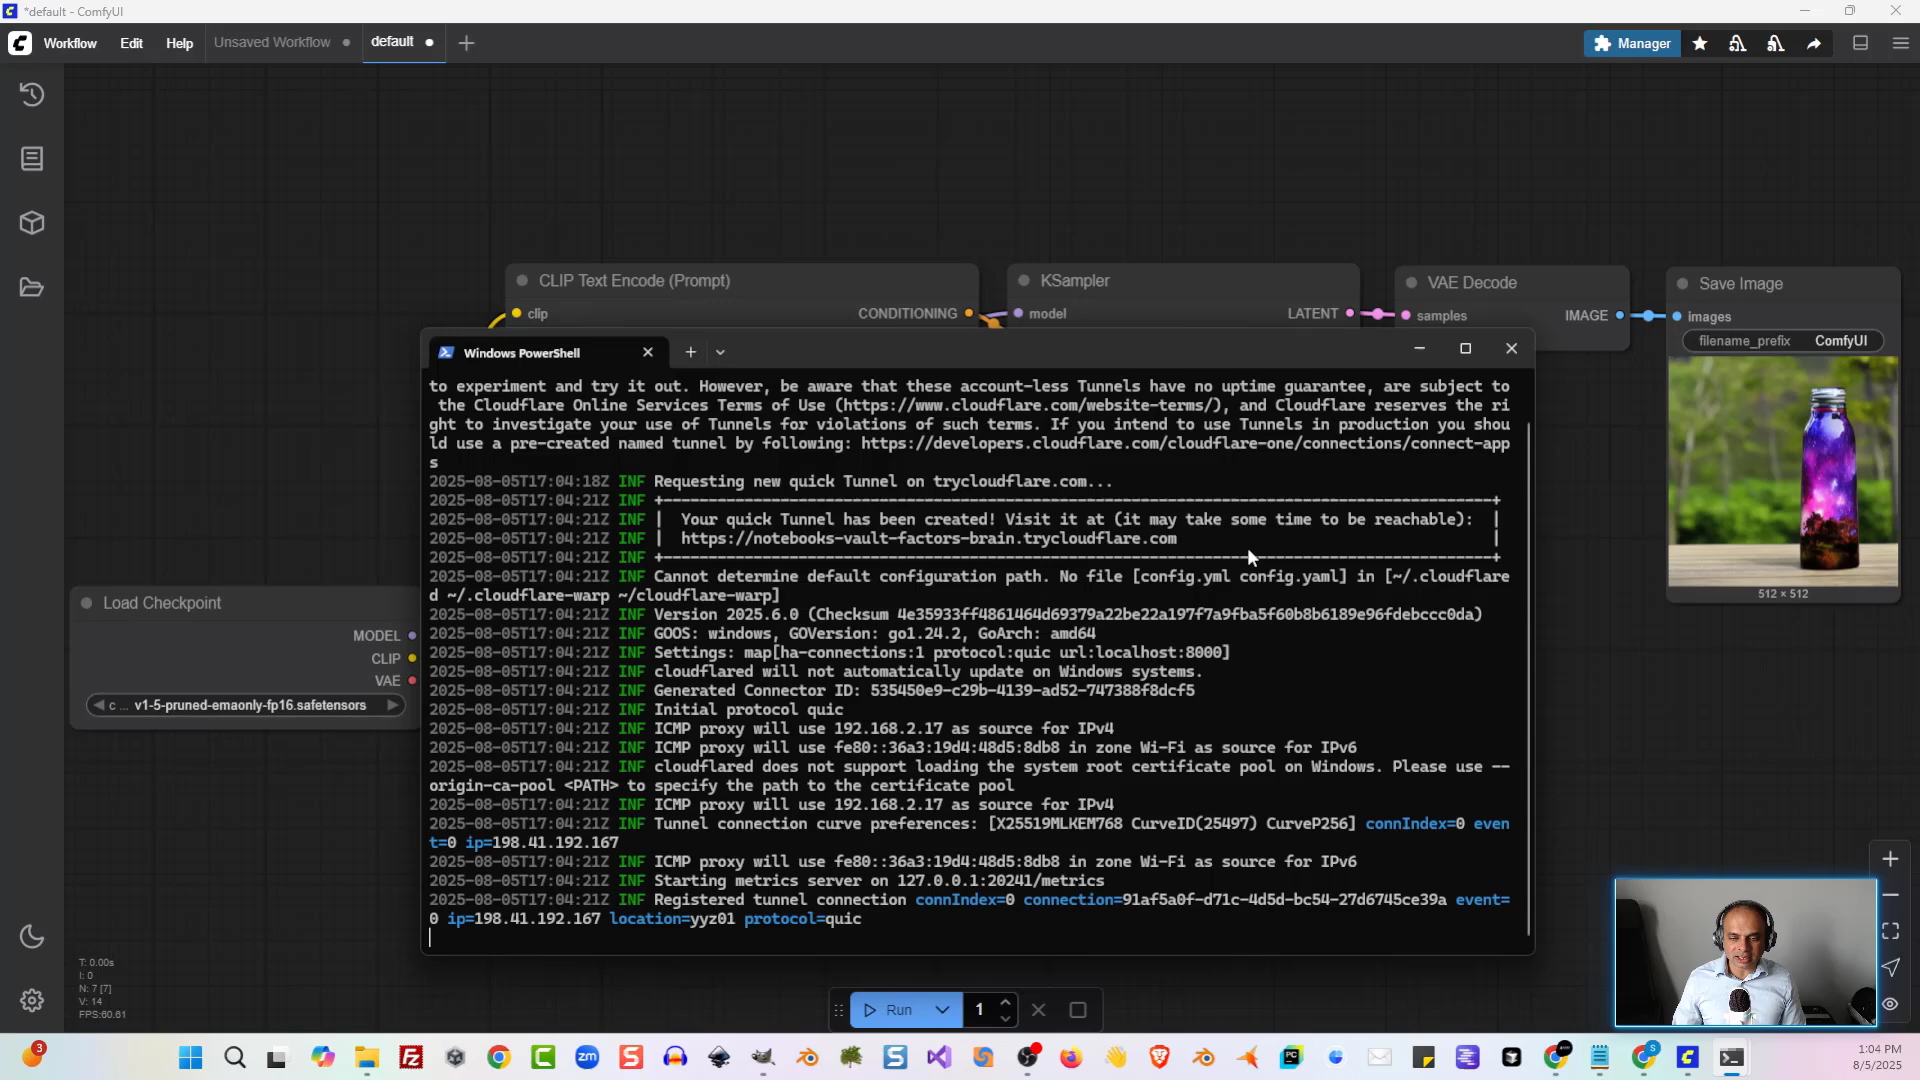 *default - ComfyUI
Workflow Edit Help Unsaved Workflow default
Manager
CLIP Text Encode (Prompt)
clip CONDITIONING
KSampler
model LATENT
VAE Decode
samples IMAGE
Save Image
images
filename_prefix ComfyUI
512 × 512
Load Checkpoint
MODEL
CLIP
VAE
c ... v1-5-pruned-emaonly-fp16.safetensors
Windows PowerShell
to experiment and try it out. However, be aware that these account-less Tunnels have no uptime guarantee, are subject to
the Cloudflare Online Services Terms of Use (https://www.cloudflare.com/website-terms/), and Cloudflare reserves the ri
ght to investigate your use of Tunnels for violations of such terms. If you intend to use Tunnels in production you shou
ld use a pre-created named tunnel by following: https://developers.cloudflare.com/cloudflare-one/connections/connect-app
s
2025-08-05T17:04:18Z INF Requesting new quick Tunnel on trycloudflare.com...
2025-08-05T17:04:21Z INF +--------------------------------------------------------------------------------------------+
2025-08-05T17:04:21Z INF | Your quick Tunnel has been created! Visit it at (it may take some time to be reachable): |
2025-08-05T17:04:21Z INF | https://notebooks-vault-factors-brain.trycloudflare.com |
2025-08-05T17:04:21Z INF +--------------------------------------------------------------------------------------------+
2025-08-05T17:04:21Z INF Cannot determine default configuration path. No file [config.yml config.yaml] in [~/.cloudflare
d ~/.cloudflare-warp ~/cloudflare-warp]
2025-08-05T17:04:21Z INF Version 2025.6.0 (Checksum 4e35933ff4861464d69379a22be22a197f7a9fba5f60b8b6189e96fdebccc0da)
2025-08-05T17:04:21Z INF GOOS: windows, GOVersion: go1.24.2, GoArch: amd64
2025-08-05T17:04:21Z INF Settings: map[ha-connections:1 protocol:quic url:localhost:8000]
2025-08-05T17:04:21Z INF cloudflared will not automatically update on Windows systems.
2025-08-05T17:04:21Z INF Generated Connector ID: 535450e9-c29b-4139-ad52-747388f8dcf5
2025-08-05T17:04:21Z INF Initial protocol quic
2025-08-05T17:04:21Z INF ICMP proxy will use 192.168.2.17 as source for IPv4
2025-08-05T17:04:21Z INF ICMP proxy will use fe80::36a3:19d4:48d5:8db8 in zone Wi-Fi as source for IPv6
2025-08-05T17:04:21Z INF cloudflared does not support loading the system root certificate pool on Windows. Please use --
origin-ca-pool <PATH> to specify the path to the certificate pool
2025-08-05T17:04:21Z INF ICMP proxy will use 192.168.2.17 as source for IPv4
2025-08-05T17:04:21Z INF Tunnel connection curve preferences: [X25519MLKEM768 CurveID(25497) CurveP256] connIndex=0 even
t=0 ip=198.41.192.167
2025-08-05T17:04:21Z INF ICMP proxy will use fe80::36a3:19d4:48d5:8db8 in zone Wi-Fi as source for IPv6
2025-08-05T17:04:21Z INF Starting metrics server on 127.0.0.1:20241/metrics
2025-08-05T17:04:21Z INF Registered tunnel connection connIndex=0 connection=91af5a0f-d71c-4d5d-bc54-27d6745ce39a event=
0 ip=198.41.192.167 location=yyz01 protocol=quic
T: 0.00s
I: 0
N: 7 [7]
V: 14
FPS:60.61
Run 1
3
1:04 PM
8/5/2025